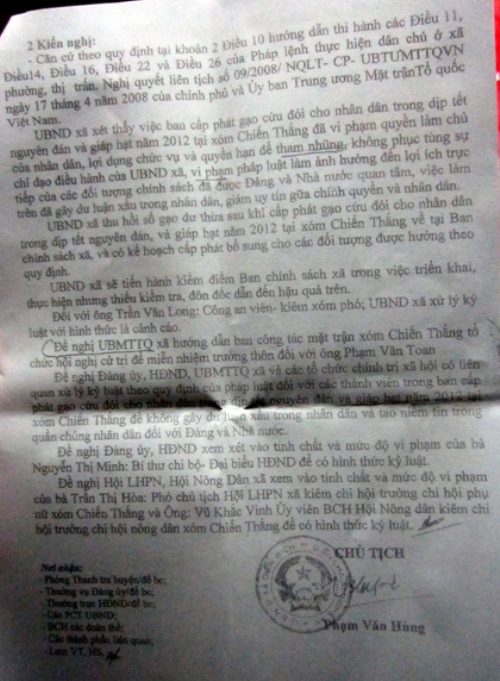 2 Kiến nghị:
- Căn cứ theo quy định tại khoản 2 Điều 10 hướng dẫn thi hành các Điều 11,
Điều14, Điều 16, Điều 22 và Điều 26 của Pháp lệnh thực hiện dân chủ ở xã
phường, thị trấn. Nghị quyết liên tịch số 09/2008/ NQLT- CP- UBTƯMTTQVN
ngày 17 tháng 4 năm 2008 của chính phủ và Ủy ban Trung ương Mặt trậnTổ quốc
Việt Nam.
UBND xã xét thấy việc ban cấp phát gạo cứu đói cho nhân dân trong dịp tết
nguyên đán và giáp hạt năm 2012 tại xóm Chiến Thắng đã vi phạm quyền làm chủ
của nhân dân, lợi dụng chức vụ và quyền hạn để tham nhũng, không phục tùng sự
chỉ đạo điều hành của UBND xã, vi phạm pháp luật làm ảnh hưởng đến lợi ích trực
tiếp của các đối tượng chính sách đã được Đảng và Nhà nước quan tâm, việc làm
trên đã gây dư luận xấu trong nhân dân, giảm uy tín gữa chính quyền và nhân dân.
UBND xã thu hồi số gạo dư thừa sau khi cấp phát gạo cứu đói cho nhân dân
trong dịp tết nguyên đán, và giáp hạt năm 2012 tại xóm Chiến Thắng về tại Ban
chính sách xã, và có kế hoạch cấp phát bổ sung cho các đối tượng được hưởng theo
quy định.
UBND xã sẽ tiến hành kiểm điểm Ban chính sách xã trong việc triển khai,
thực hiện nhưng thiếu kiểm tra, đôn đốc dẫn đến hậu quả trên.
Đối với ông Trần Văn Long: Công an viên- kiêm xóm phó; UBND xã xử lý kỷ
luật với hình thức là cảnh cáo.
Đề nghị UBMTTQ xã hướng dẫn ban công tác mặt trận xóm Chiến Thắng tổ
chức hội nghị cử tri để miễn nhiệm trưởng thôn đối với ông Phạm Văn Toan
Đề nghị Đảng ủy, HĐND, UBMTTQ xã và các tổ chức chính trị xã hội có liên
quan xử lý kỷ luật theo quy định của pháp luật đối với các thành viên trong ban cấp
phát gạo cứu đói cho nhân dân trong dịp tết nguyên đán và giáp hạt năm 2012 tại
xóm Chiến Thắng để không gây dư luận xấu trong nhân dân và tạo niềm tin trong
quần chúng nhân dân đối với Đảng và Nhà nước.
Đề nghị Đảng ủy, HĐND xem xét vào tính chất và mức độ vi phạm của bà
Nguyễn Thị Minh: Bí thư chi bộ- Đại biểu HĐND để có hình thức kỷ luật.
Đề nghị Hội LHPN, Hội Nông Dân xã xem vào tính chất và mức độ vi phạm
của bà Trần Thị Hòa: Phó chủ tịch Hội LHPN xã kiêm chi hội trưởng chi hội phụ
nữ xóm Chiến Thắng và Ông: Vũ Khắc Vinh Ủy viên BCH Hội Nông dân kiêm chi
hội trưởng chi hội nông dân xóm Chiến Thắng để có hình thức kỷ luật.
CHỦ TỊCH
Nơi nhận:
- Phòng Thanh tra huyện/để bc;
- Thường vụ Đảng ủy/để bc;
- Thường trực HĐND/để bc;
- Các PCT UBND;
- BCH các đoàn thể;
- Các thành phần liên quan;
- Lưu: VT, HS.
Phạm Văn Hùng